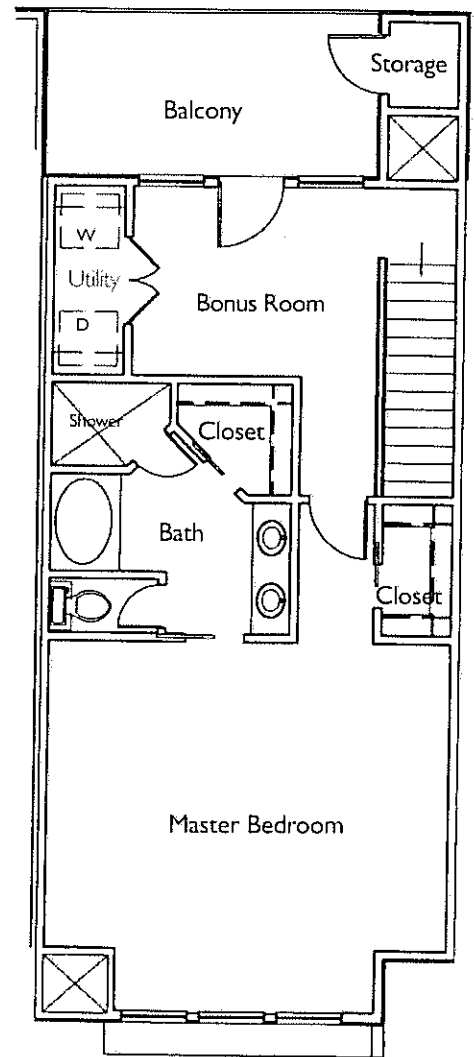 Storage
Balcony
W
Utility
D
Bonus Room
Shower
Closet
Bath
Closet
Master Bedroom